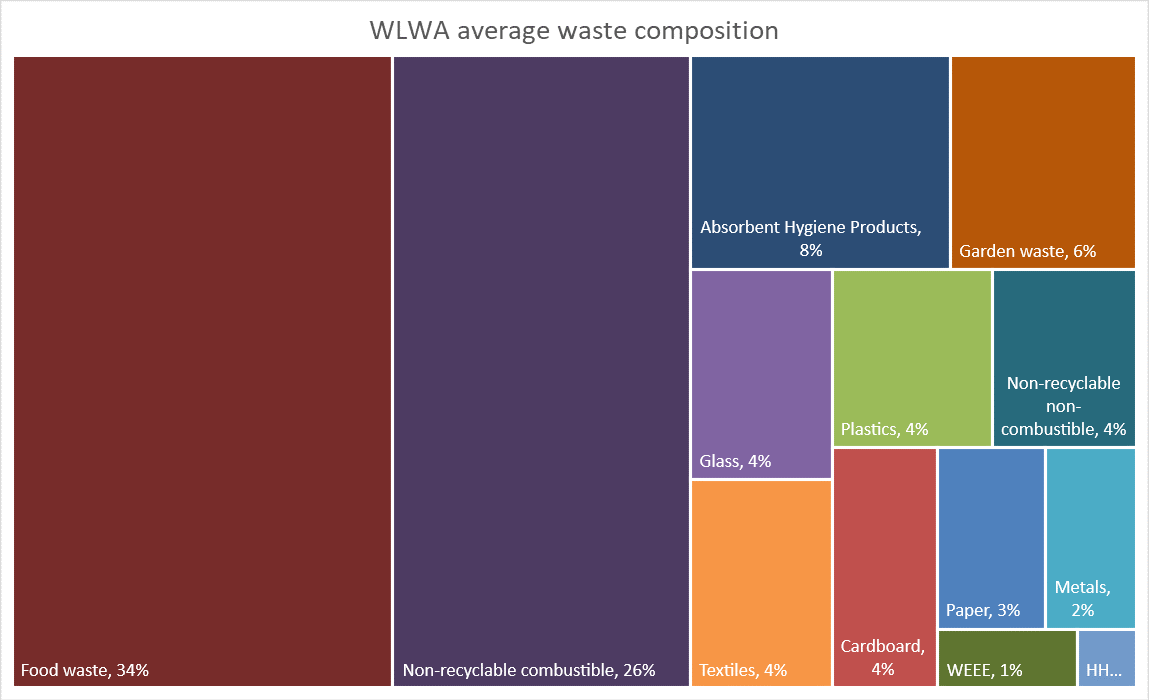 WLWA average waste composition
Food waste, 34%
Non-recyclable combustible, 26%
Absorbent Hygiene Products,
8%
Garden waste, 6%
Glass, 4%
Plastics, 4%
Non-recyclable
non-
combustible, 4%
Textiles, 4%
Cardboard,
4%
Paper, 3%
Metals,
2%
WEEE, 1%
HH...